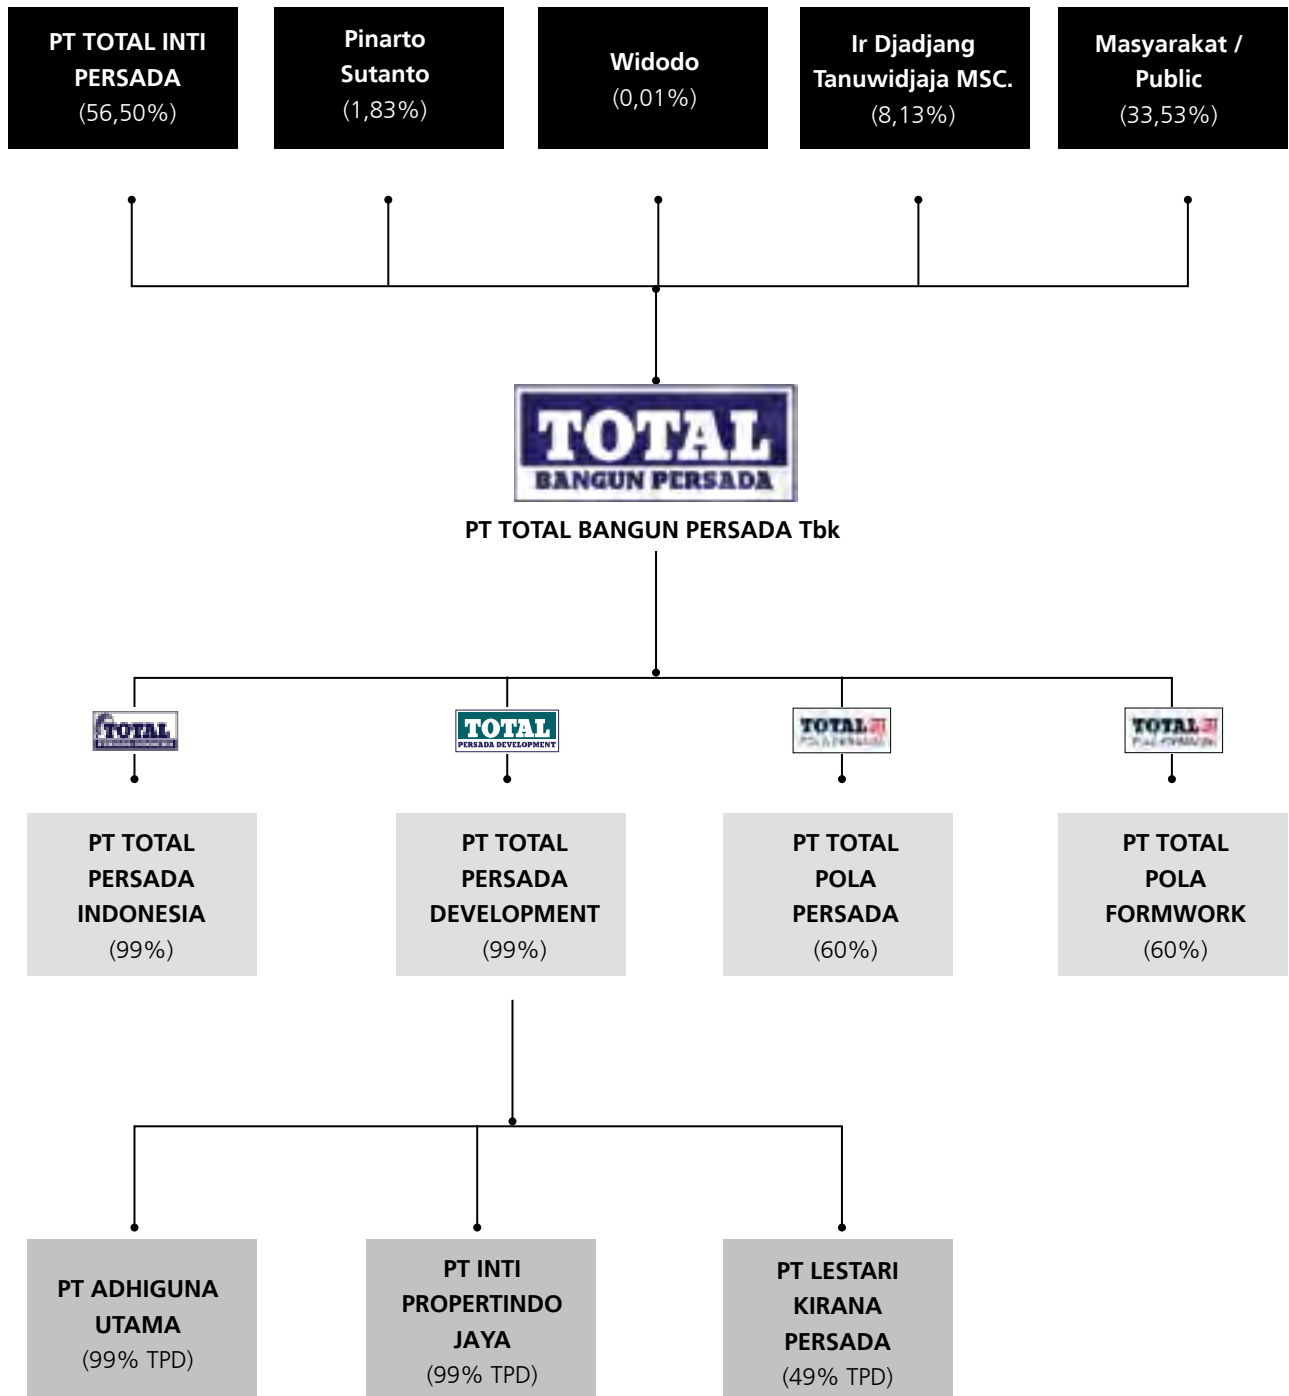 PT TOTAL INTI
PERSADA
(56,50%)
Pinarto
Sutanto
(1,83%)
Widodo
(0,01%)
Ir Djadjang
Tanuwidjaja MSC.
(8,13%)
Masyarakat /
Public
(33,53%)
TOTAL
BANGUN PERSADA
PT TOTAL BANGUN PERSADA Tbk
TOTAL
TOTAL
PERSADA DEVELOPMENT
TOTAL
TOTAL
PT TOTAL
PERSADA
INDONESIA
(99%)
PT TOTAL
PERSADA
DEVELOPMENT
(99%)
PT TOTAL
POLA
PERSADA
(60%)
PT TOTAL
POLA
FORMWORK
(60%)
PT ADHIGUNA
UTAMA
(99% TPD)
PT INTI
PROPERTINDO
JAYA
(99% TPD)
PT LESTARI
KIRANA
PERSADA
(49% TPD)